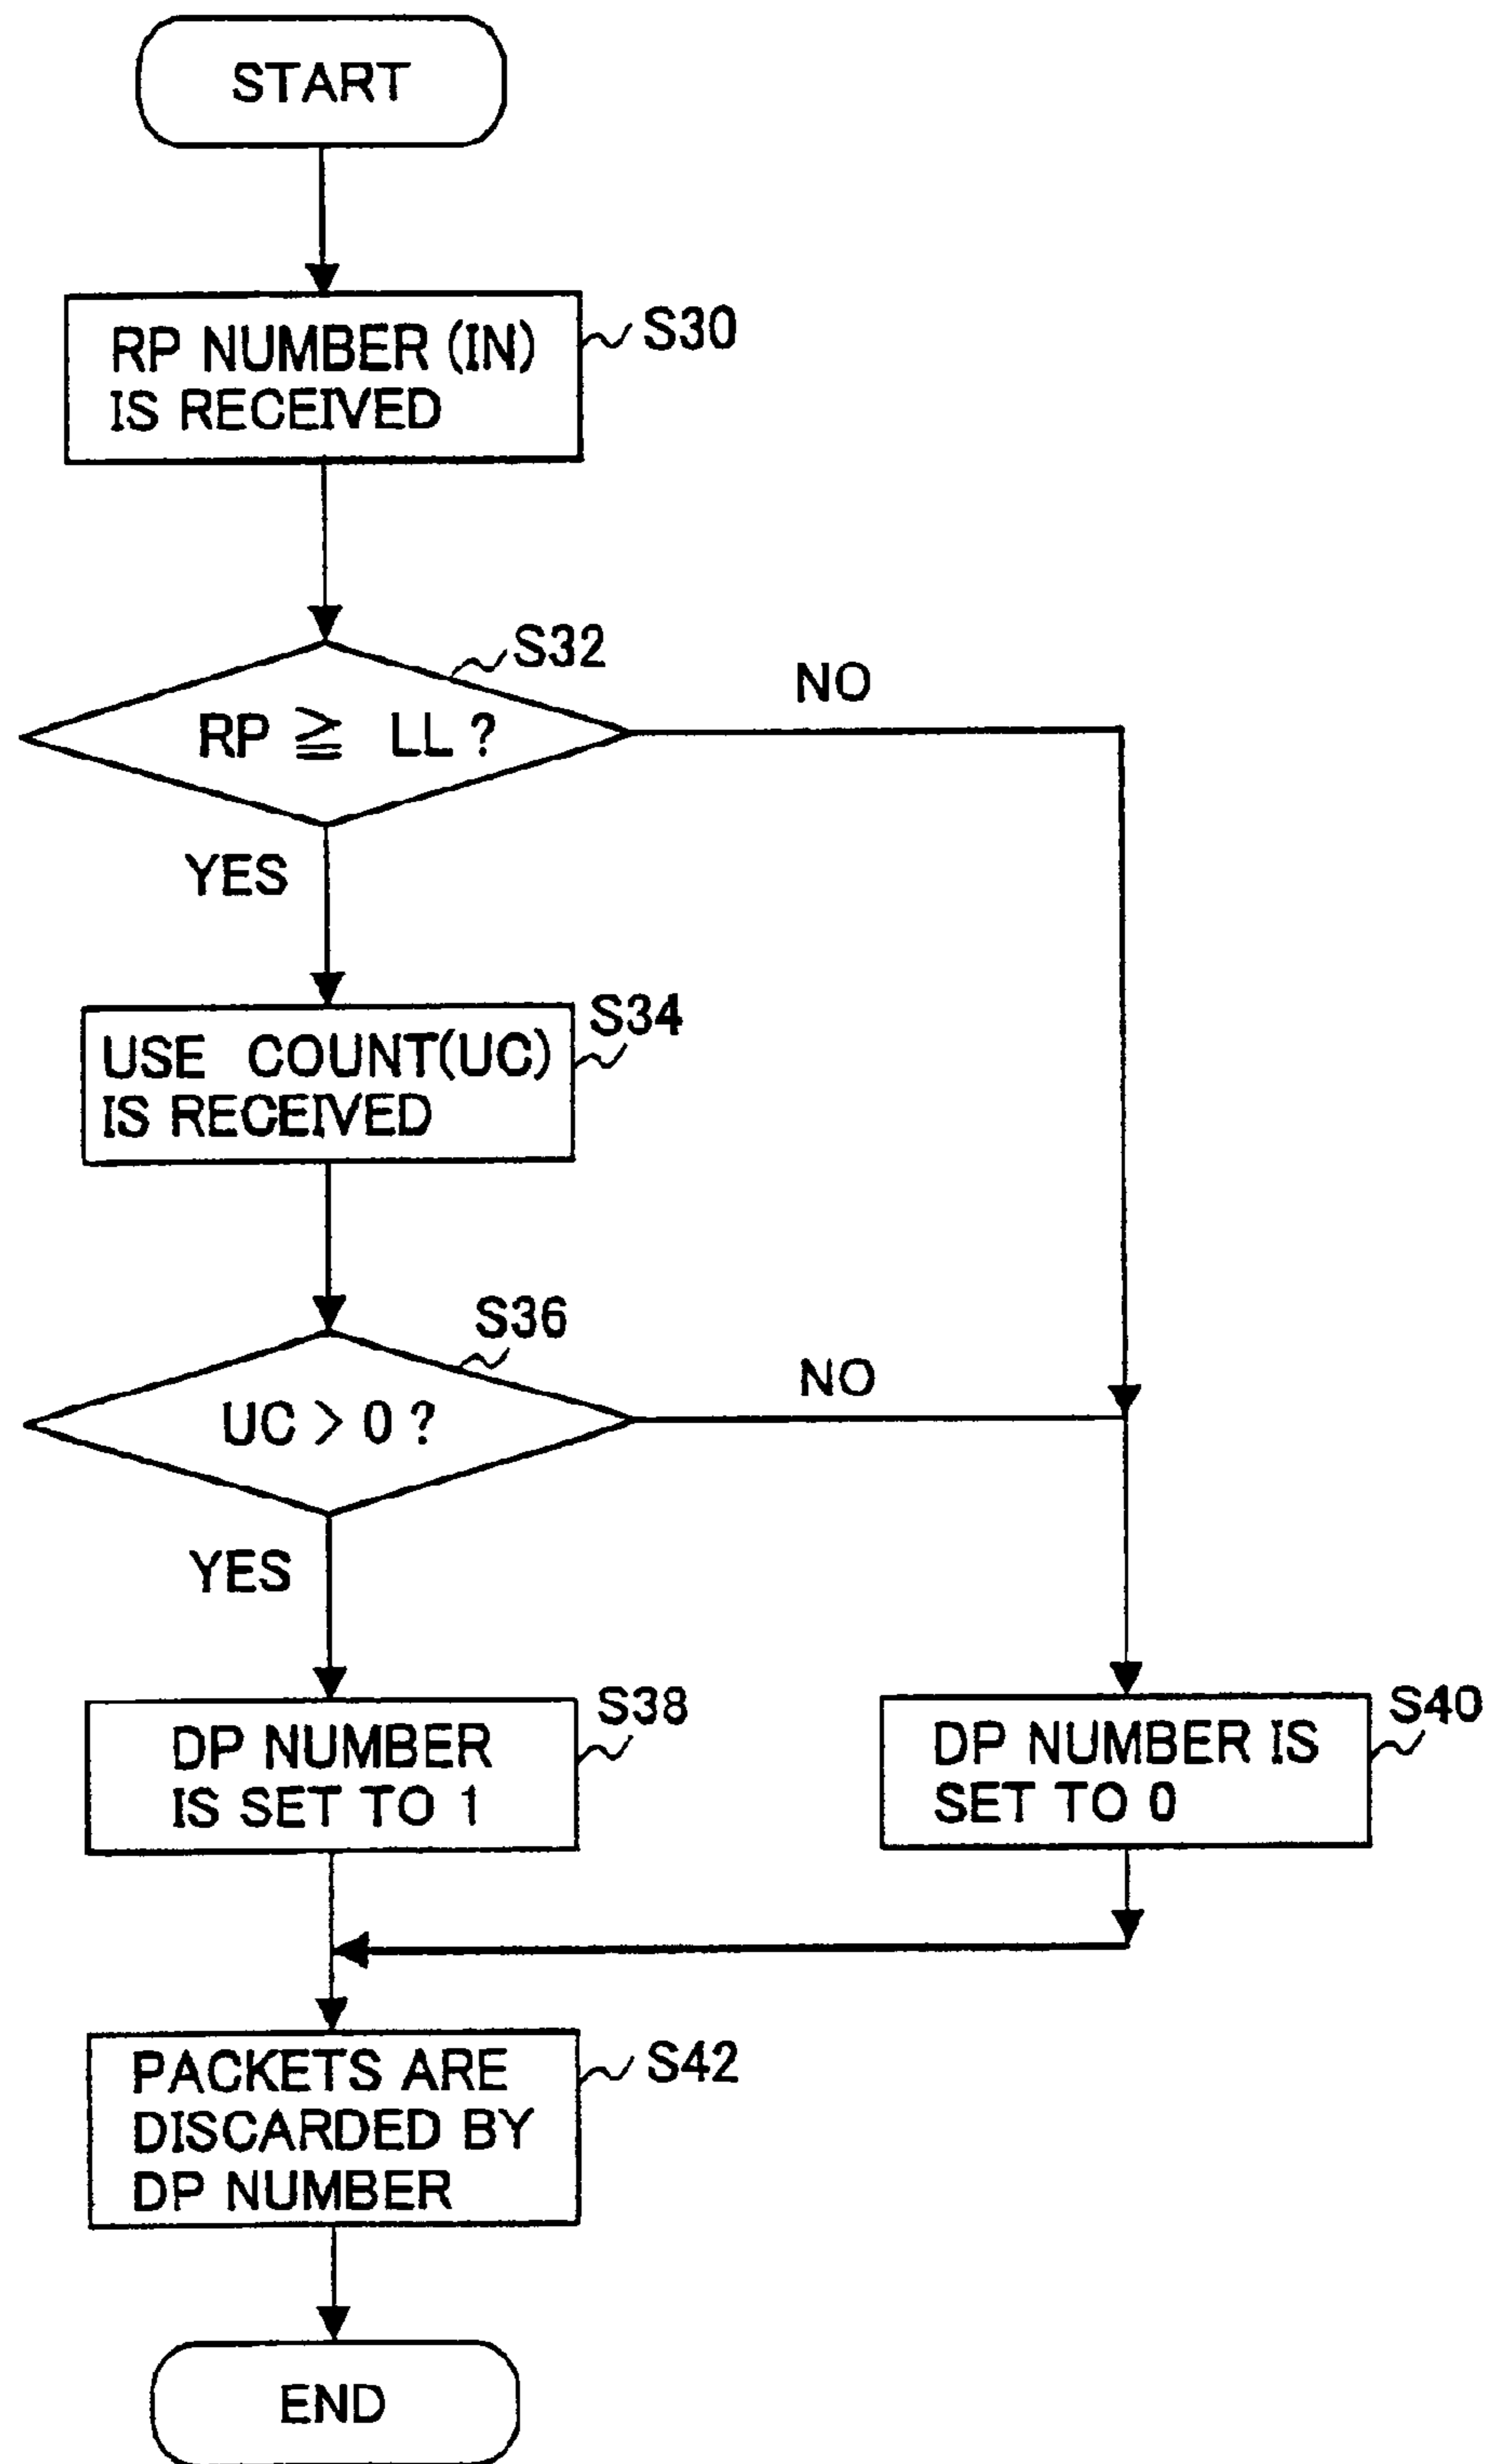 START
RP NUMBER (IN)
IS RECEIVED
S30
S32
RP ≧ LL ?
NO
YES
USE COUNT(UC)
IS RECEIVED
S34
S36
UC > 0 ?
NO
YES
DP NUMBER
IS SET TO 1
S38
DP NUMBER IS
SET TO 0
S40
PACKETS ARE
DISCARDED BY
DP NUMBER
S42
END